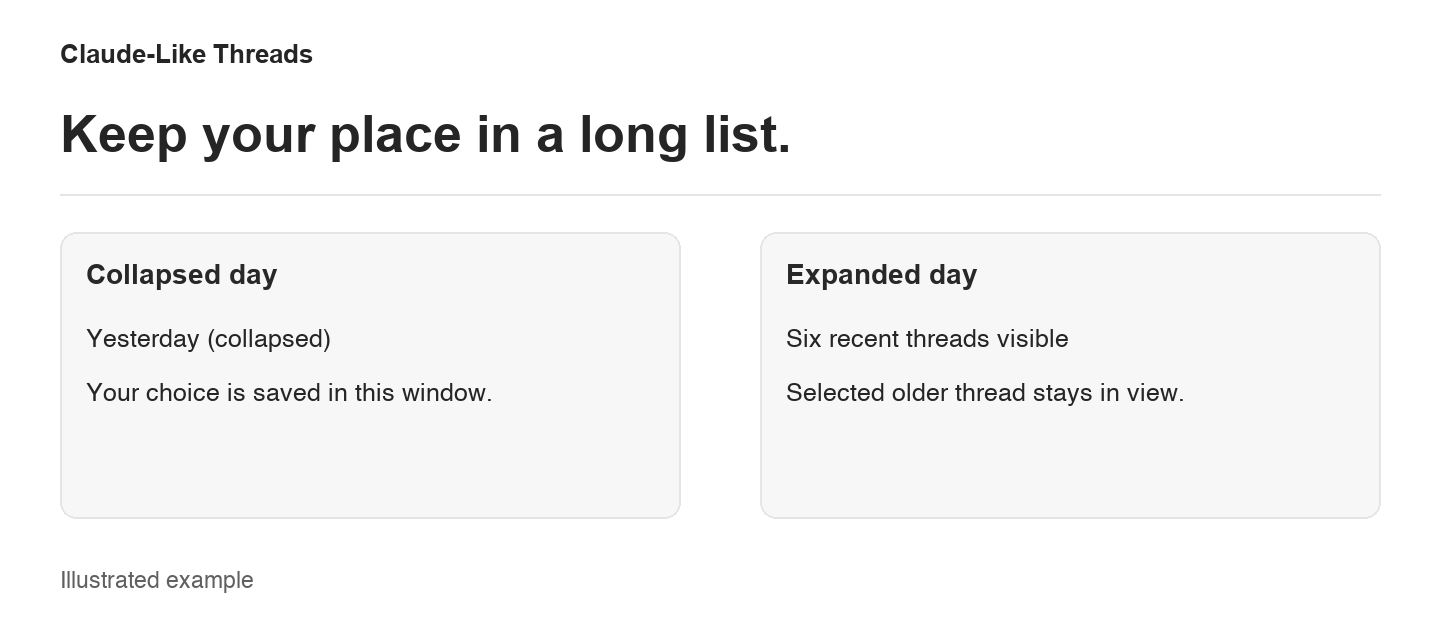 Claude-Like Threads
Keep your place in a long list.
Collapsed day
Yesterday (collapsed)
Your choice is saved in this window.
Expanded day
Six recent threads visible
Selected older thread stays in view.
Illustrated example